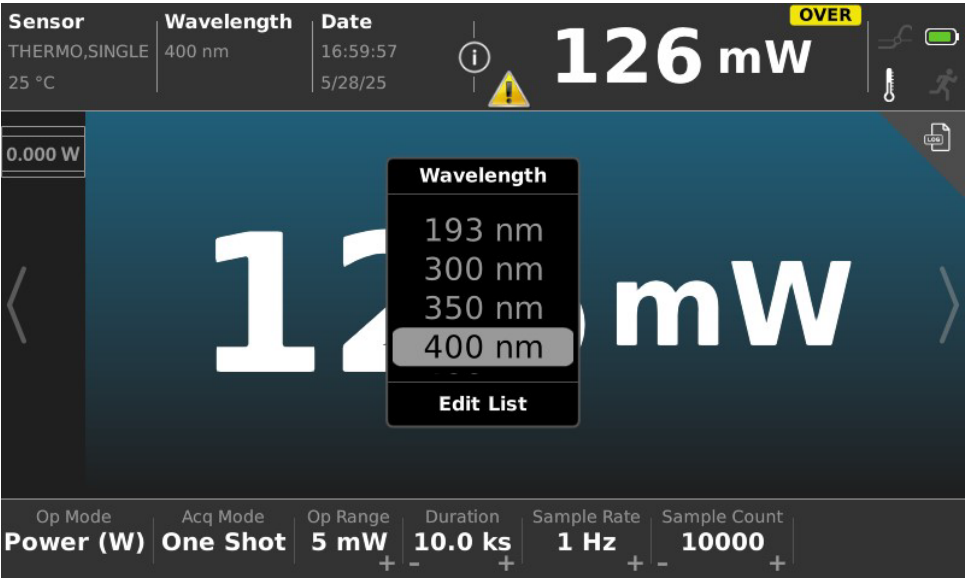 Sensor
THERMO,SINGLE
25 °C
Wavelength
400 nm
Date
16:59:57
5/28/25
i
126 mW
OVER
LOG
0.000 W
12 mW
Wavelength
193 nm
300 nm
350 nm
400 nm
Edit List
Op Mode
Power (W)
Acq Mode
One Shot
Op Range
5 mW
+
Duration
10.0 ks
- +
Sample Rate
1 Hz
+
Sample Count
10000
- +